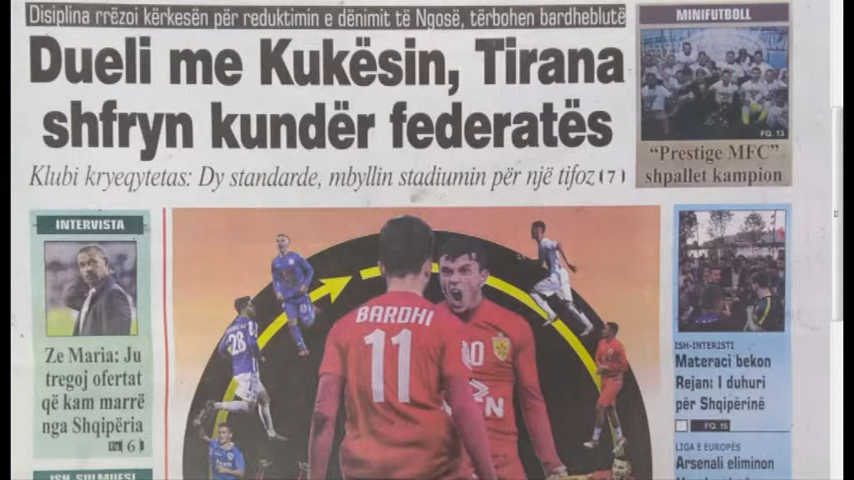 Disiplina rrëzoi kërkesën për reduktimin e dënimit të Ngosë, tërbohen bardheblutë
Dueli me Kukësin, Tirana
shfryn kundër federatës
Klubi kryeqytetas: Dy standarde, mbyllin stadiumin për një tifoz (7)
MINIFUTBOLL
FQ. 13
"Prestige MFC"
shpallet kampion
INTERVISTA
Ze Maria: Ju
tregoj ofertat
që kam marrë
nga Shqipëria
6
ISH-SULMUESI
BARDHI
11
28
ISH-INTERISTI
Materaci bekon
Rejan: I duhuri
për Shqipërinë
FQ. 15
LIGA E EUROPËS
Arsenali eliminon